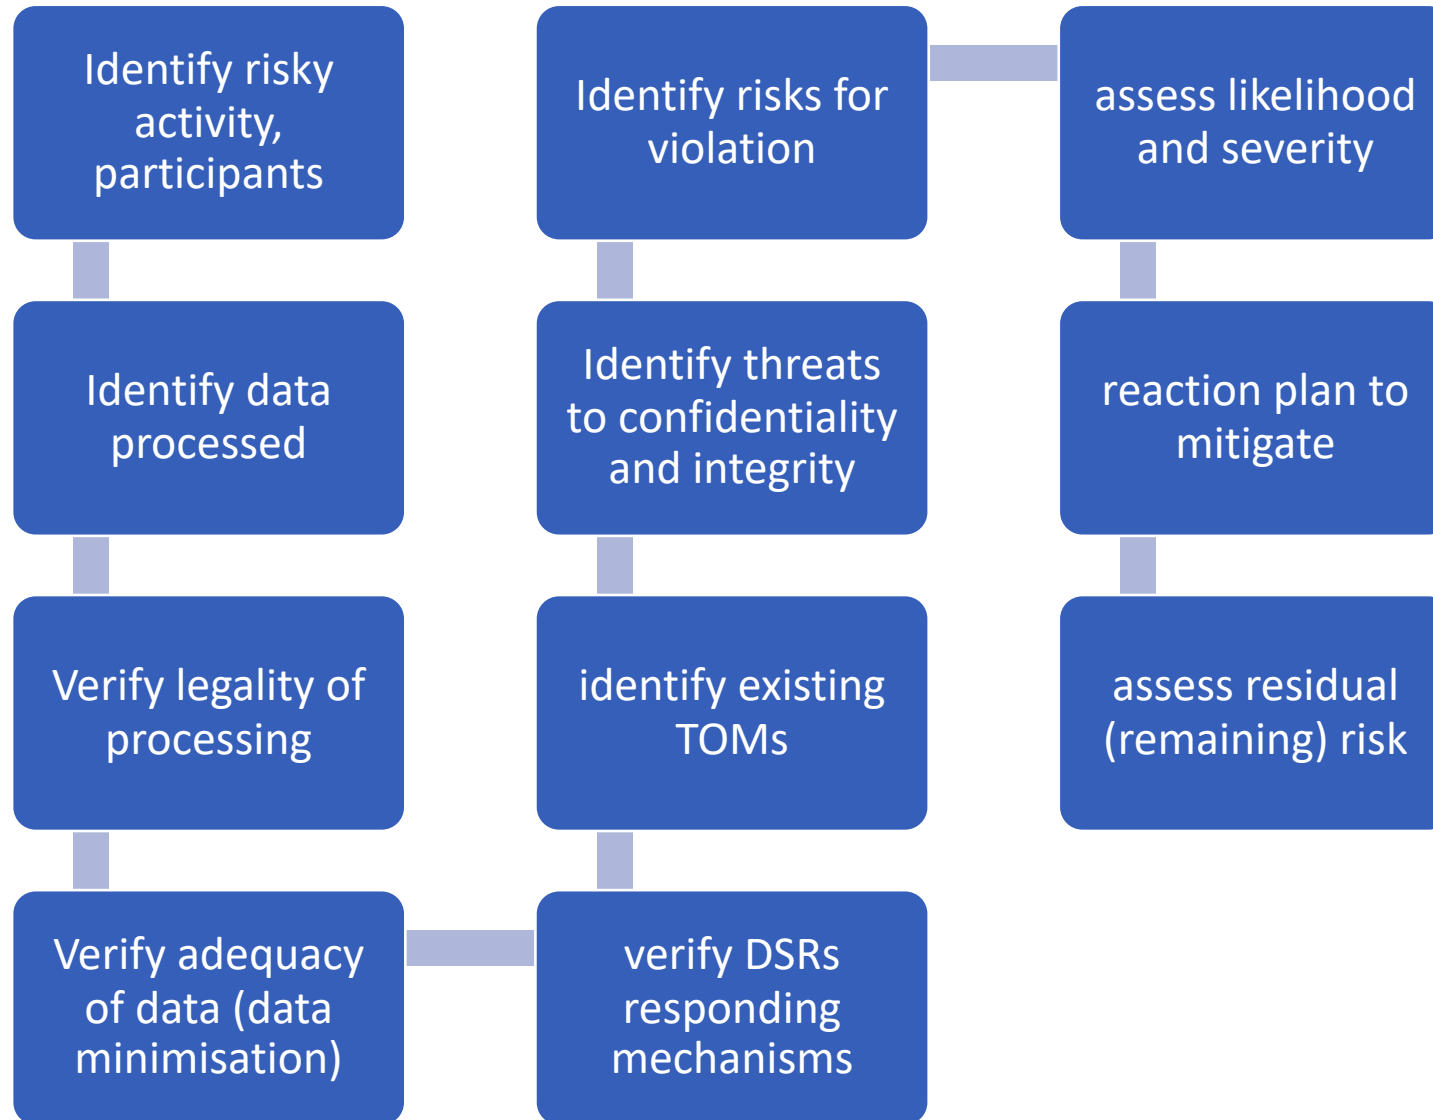 Identify risky
activity,
participants
Identify data
processed
Verify legality of
processing
Verify adequacy
of data (data
minimisation)
verify DSRs
responding
mechanisms
identify existing
TOMs
Identify threats
to confidentiality
and integrity
Identify risks for
violation
assess likelihood
and severity
reaction plan to
mitigate
assess residual
(remaining) risk